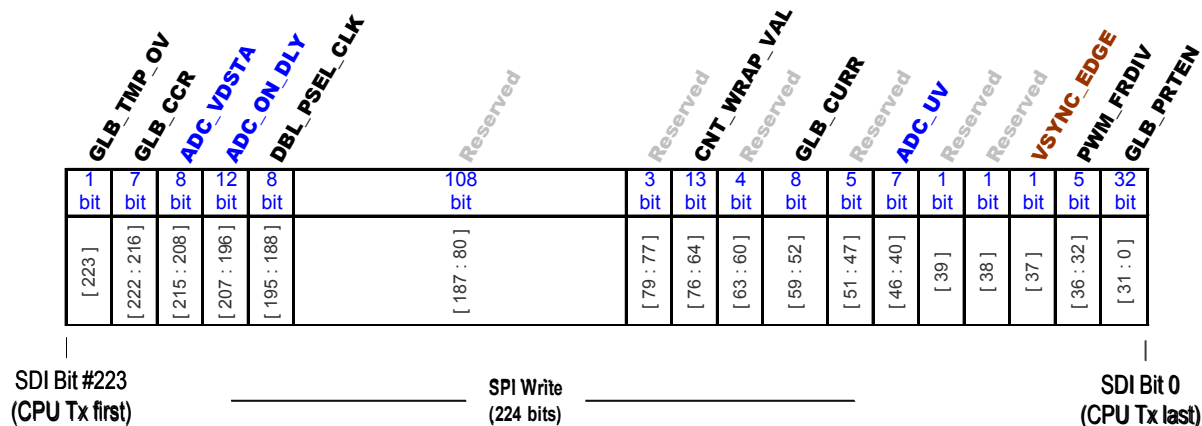 GLB_TMP_OV
GLB_CCR
ADC_VDSTA
ADC_ON_DLY
DBL_PSEL_CLK
Reserved
Reserved
CNT_WRAP_VAL
Reserved
GLB_CURR
Reserved
ADC_UV
Reserved
Reserved
VSYNC_EDGE
PWM_FRDIV
GLB_PRTEN
1 7 8 12 8 108 3 13 4 8 5 7 1 1 1 5 32
bit bit bit bit bit bit bit bit bit bit bit bit bit bit bit bit bit
[ 223 ]
[ 222 : 216 ]
[ 215 : 208 ]
[ 207 : 196 ]
[ 195 : 188 ]
[ 187 : 80 ]
[ 79 : 77 ]
[ 76 : 64 ]
[ 63 : 60 ]
[ 59 : 52 ]
[ 51 : 47 ]
[ 46 : 40 ]
[ 39 ]
[ 38 ]
[ 37 ]
[ 36 : 32 ]
[ 31 : 0 ]
SDI Bit #223
(CPU Tx first)
SPI Write
(224 bits)
SDI Bit 0
(CPU Tx last)